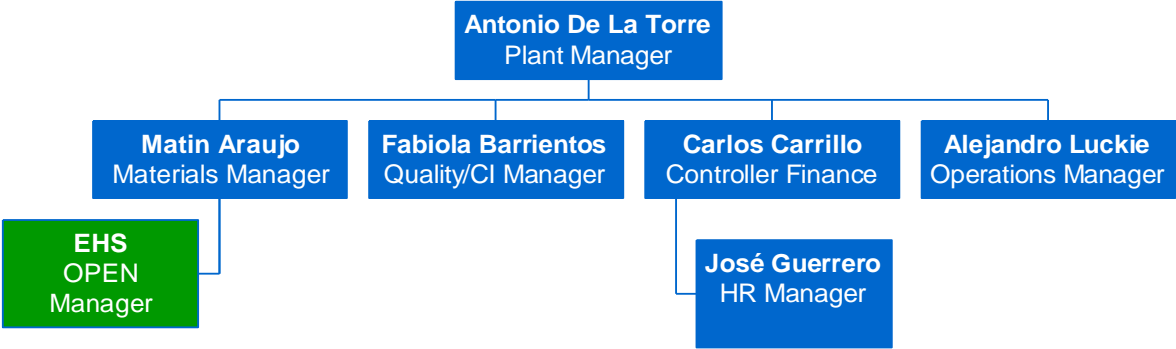 Antonio De La Torre
Plant Manager
Matin Araujo
Materials Manager
Fabiola Barrientos
Quality/CI Manager
Carlos Carrillo
Controller Finance
Alejandro Luckie
Operations Manager
EHS
OPEN
Manager
José Guerrero
HR Manager